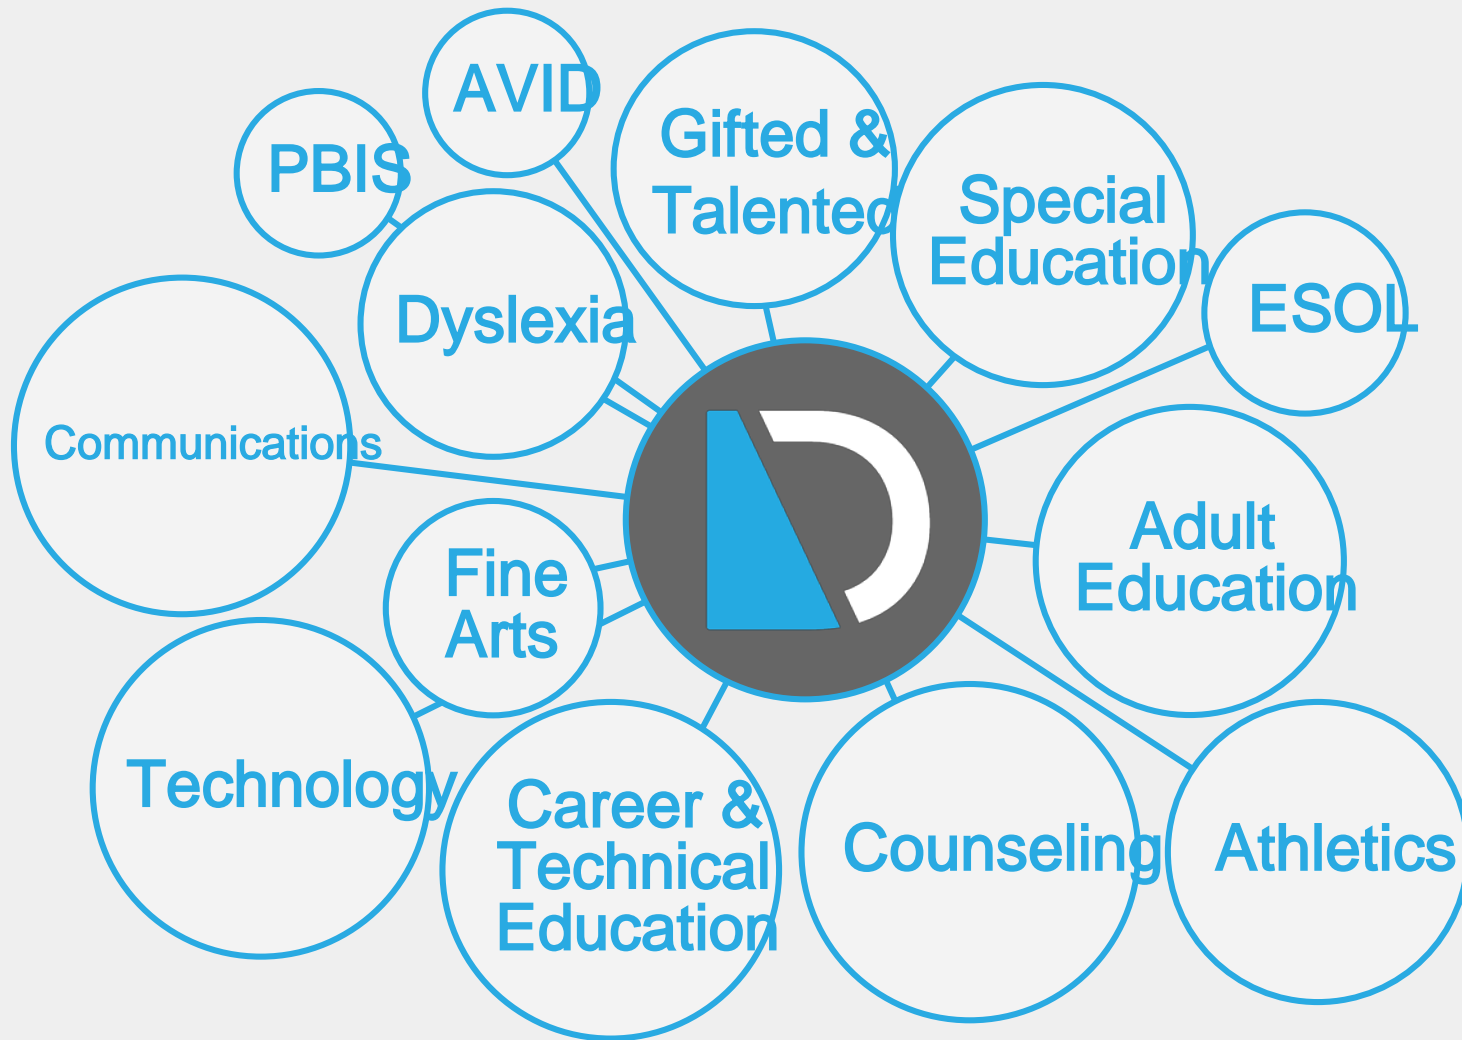 AVID
PBIS
Gifted &
Talented
Special
Education
ESOL
Dyslexia
Communications
Adult
Education
Fine
Arts
Technology
Career &
Technical
Education
Counseling
Athletics